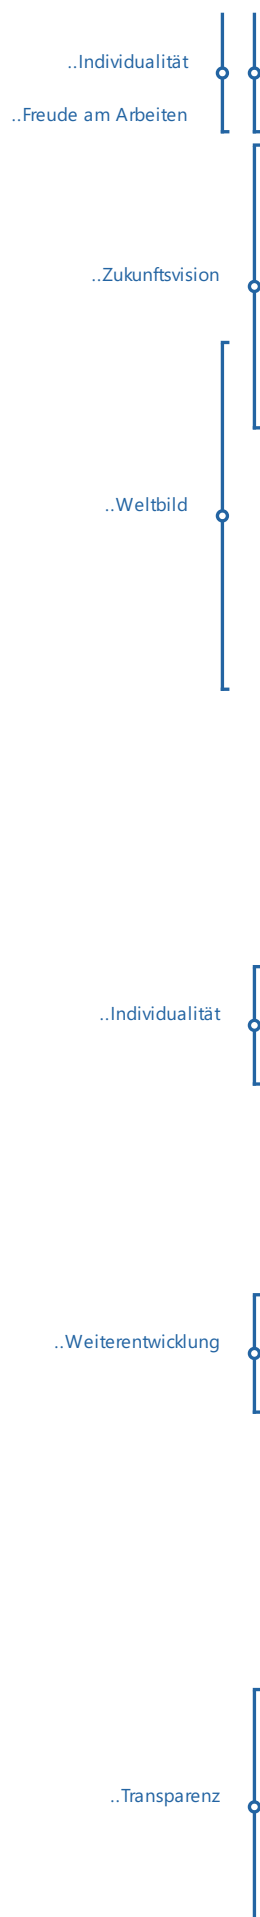 ..Individualität
..Freude am Arbeiten
..Zukunftsvision
..Weltbild
..Individualität
..Weiterentwicklung
..Transparenz